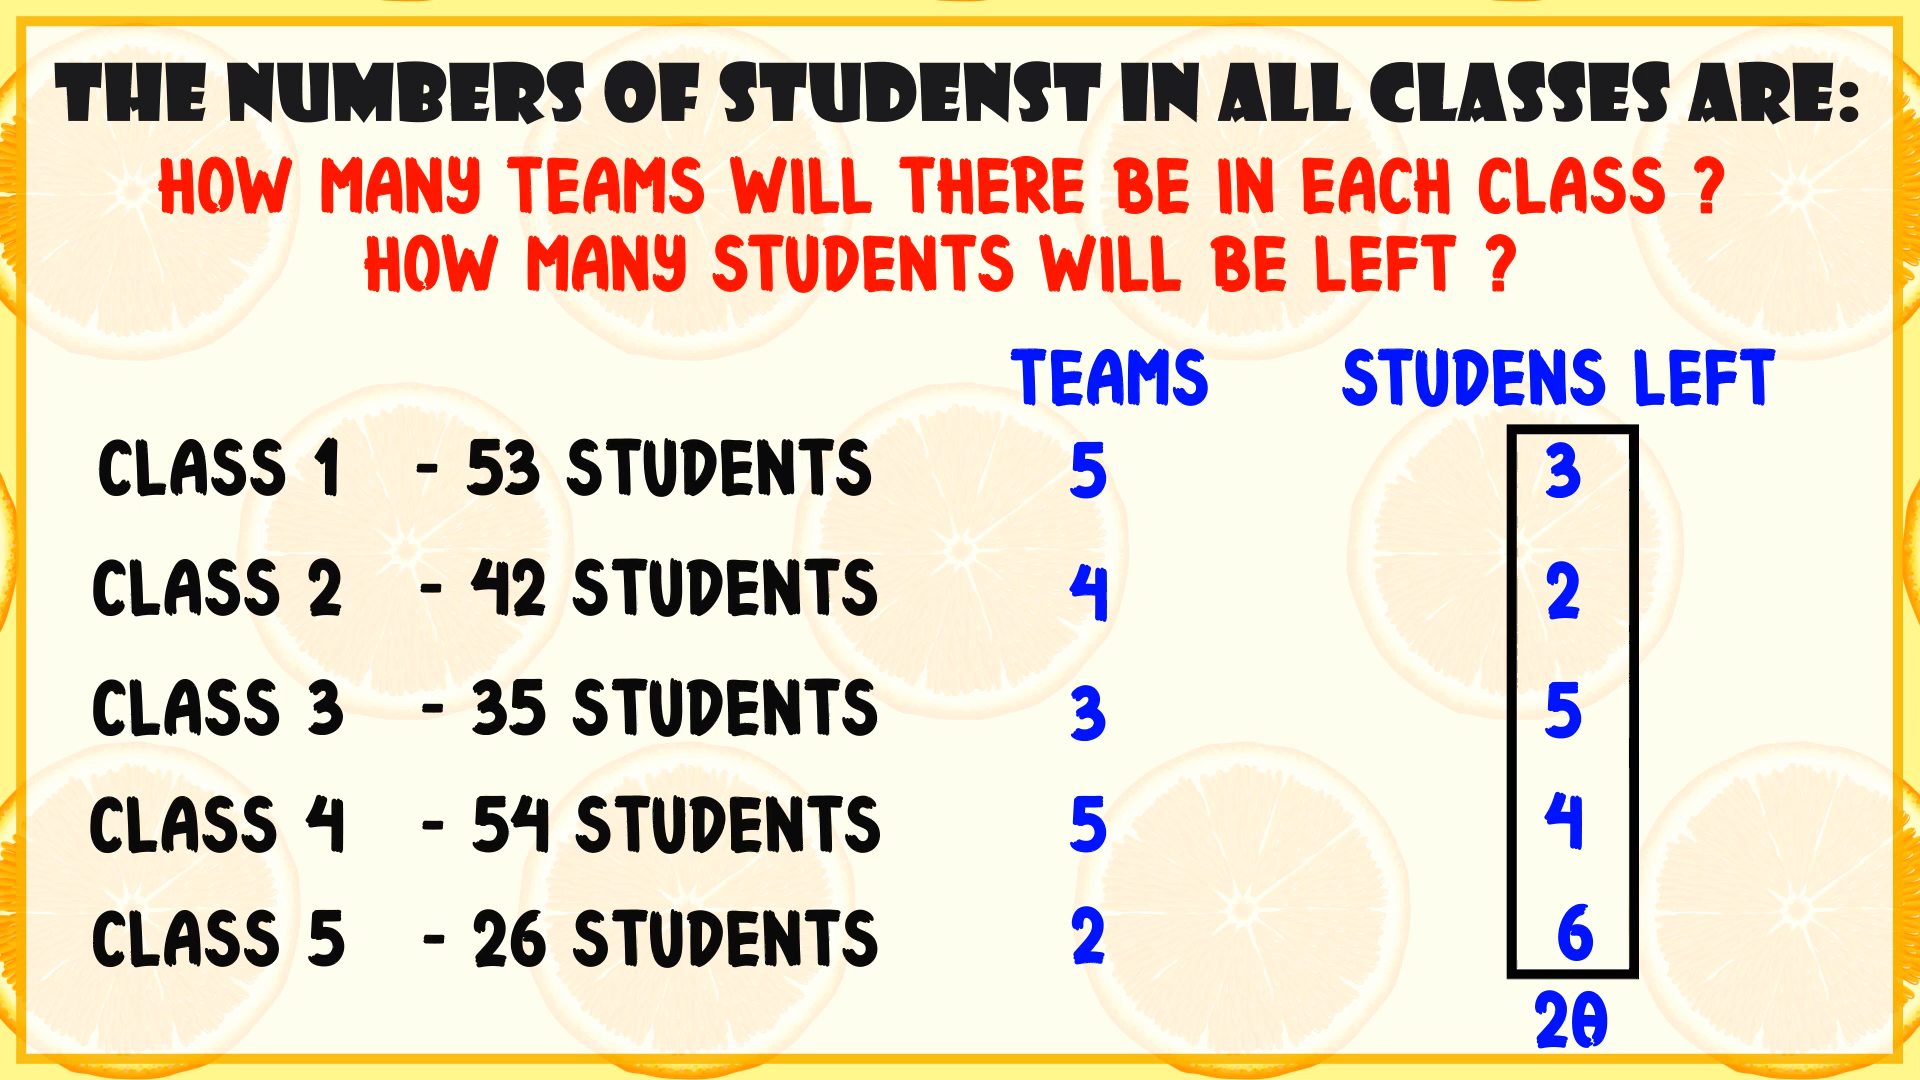 THE NUMBERS OF STUDENST IN ALL CLASSES ARE:
HOW MANY TEAMS WILL THERE BE IN EACH CLASS ?
HOW MANY STUDENTS WILL BE LEFT ?
TEAMS STUDENS LEFT
CLASS 1 - 53 STUDENTS 5 3
CLASS 2 - 42 STUDENTS 4 2
CLASS 3 - 35 STUDENTS 3 5
CLASS 4 - 54 STUDENTS 5 4
CLASS 5 - 26 STUDENTS 2 6
20